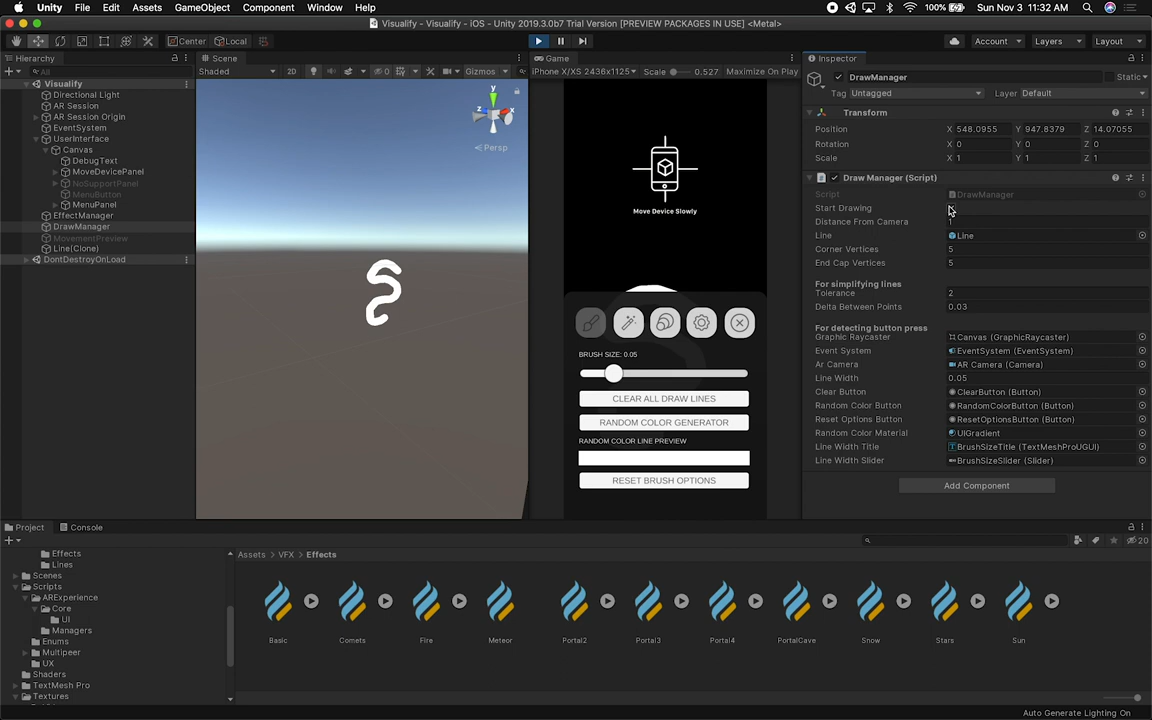 Unity File Edit Assets GameObject Component Window Help 100% Sun Nov 3 11:32 AM
Visualify - Visualify - iOS - Unity 2019.3.0b7 Trial Version [PREVIEW PACKAGES IN USE] <Metal>
Center Local Account Layers Layout
Hierarchy
All
Visualify
Directional Light
AR Session
AR Session Origin
EventSystem
UserInterface
Canvas
DebugText
MoveDevicePanel
NoSupportPanel
MenuButton
MenuPanel
EffectManager
DrawManager
MovementPreview
Line(Clone)
DontDestroyOnLoad
Scene
Shaded 2D 0 Gizmos
y
z x
Persp
Game
iPhone X/XS 2436x1125 Scale 0.527 Maximize On Play
Move Device Slowly
BRUSH SIZE: 0.05
CLEAR ALL DRAW LINES
RANDOM COLOR GENERATOR
RANDOM COLOR LINE PREVIEW
RESET BRUSH OPTIONS
Inspector
DrawManager Static
Tag Untagged Layer Default
Transform
Position X 548.0955 Y 947.8379 Z 14.07055
Rotation X 0 Y 0 Z 0
Scale X 1 Y 1 Z 1
Draw Manager (Script)
Script DrawManager
Start Drawing
Distance From Camera 1
Line Line
Corner Vertices 5
End Cap Vertices 5
For simplifying lines
Tolerance 2
Delta Between Points 0.03
For detecting button press
Graphic Raycaster Canvas (GraphicRaycaster)
Event System EventSystem (EventSystem)
Ar Camera AR Camera (Camera)
Line Width 0.05
Clear Button ClearButton (Button)
Random Color Button RandomColorButton (Button)
Reset Options Button ResetOptionsButton (Button)
Random Color Material UIGradient
Line Width Title BrushSizeTitle (TextMeshProUGUI)
Line Width Slider BrushSizeSlider (Slider)
Add Component
Project Console
20
Effects
Lines
Scenes
Scripts
ARExperience
Core
UI
Managers
Enums
Multipeer
UX
Shaders
TextMesh Pro
Textures
Assets > VFX > Effects
Basic Comets Fire Meteor Portal2 Portal3 Portal4 PortalCave Snow Stars Sun
Auto Generate Lighting On